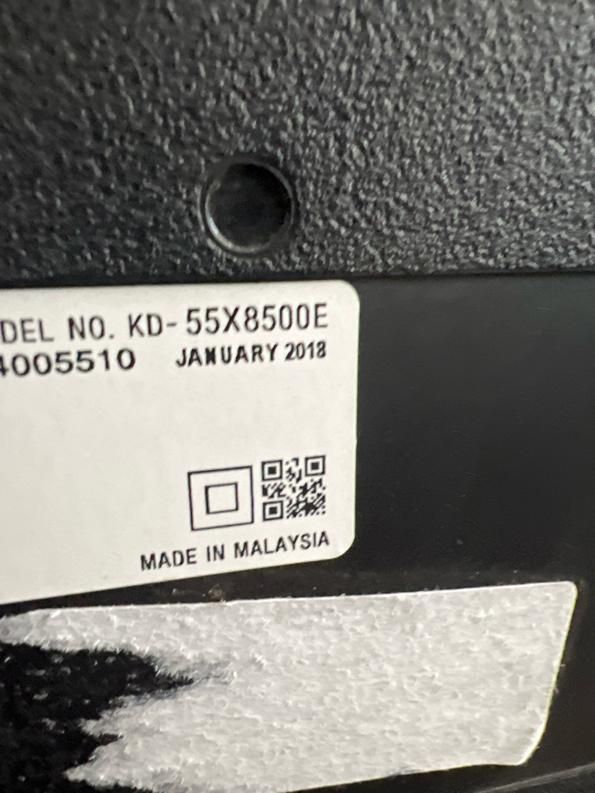 DEL NO. KD-55X8500E
4005510 JANUARY 2018
MADE IN MALAYSIA